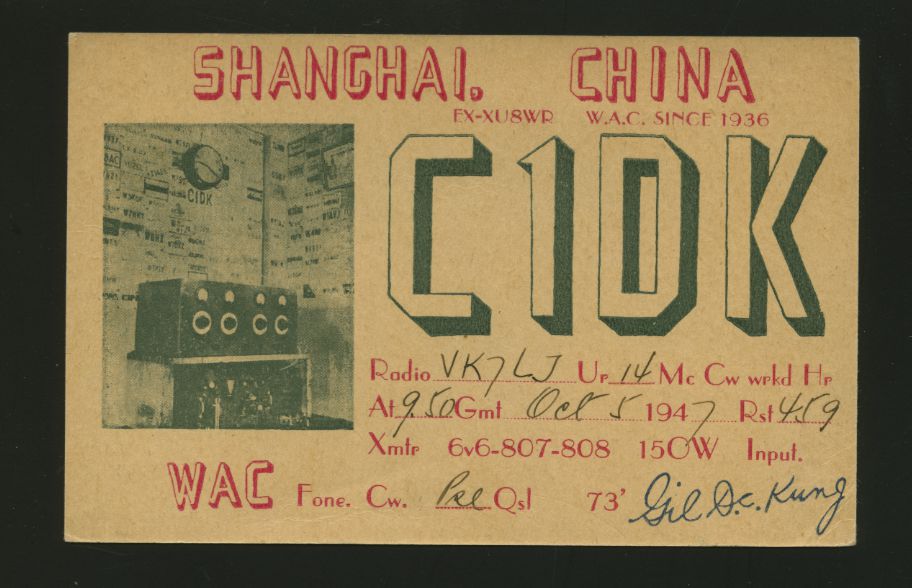 SHANGHAI, CHINA
EX-XU8WR W.A.C. SINCE 1936
C1DK
C1DK
Radio VK7LJ Ur 14 Mc Cw wrkd Hr
At 950 Gmt Oct 5 1947 Rst 459
Xmtr 6v6-807-808 150W Input.
WAC Fone. Cw. Pse Qsl 73' Gil D.C. Kung